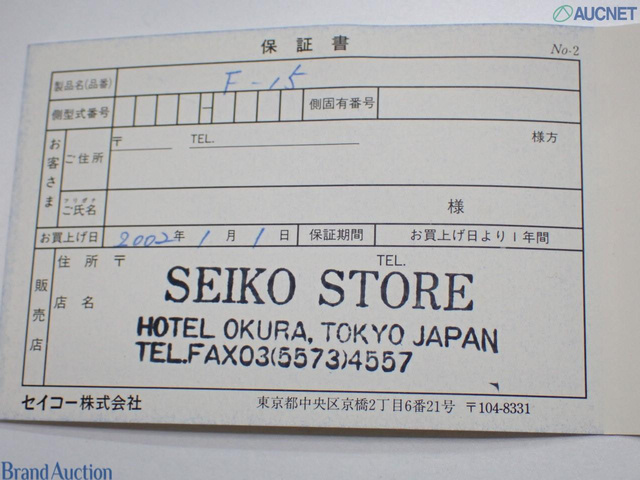 AUCNET
保証書
No-2
製品名(品番) F-15
側型式番号 側固有番号
お客さま
ご住所 〒 TEL. 様方
フリガナ
ご氏名 様
お買上げ日 2002年 1月 1日 保証期間 お買上げ日より1年間
販売店
住所 〒 TEL.
店名
SEIKO STORE
HOTEL OKURA, TOKYO JAPAN
TEL.FAX03(5573)4557
セイコー株式会社 東京都中央区京橋2丁目6番21号 〒104-8331
Brand Auction